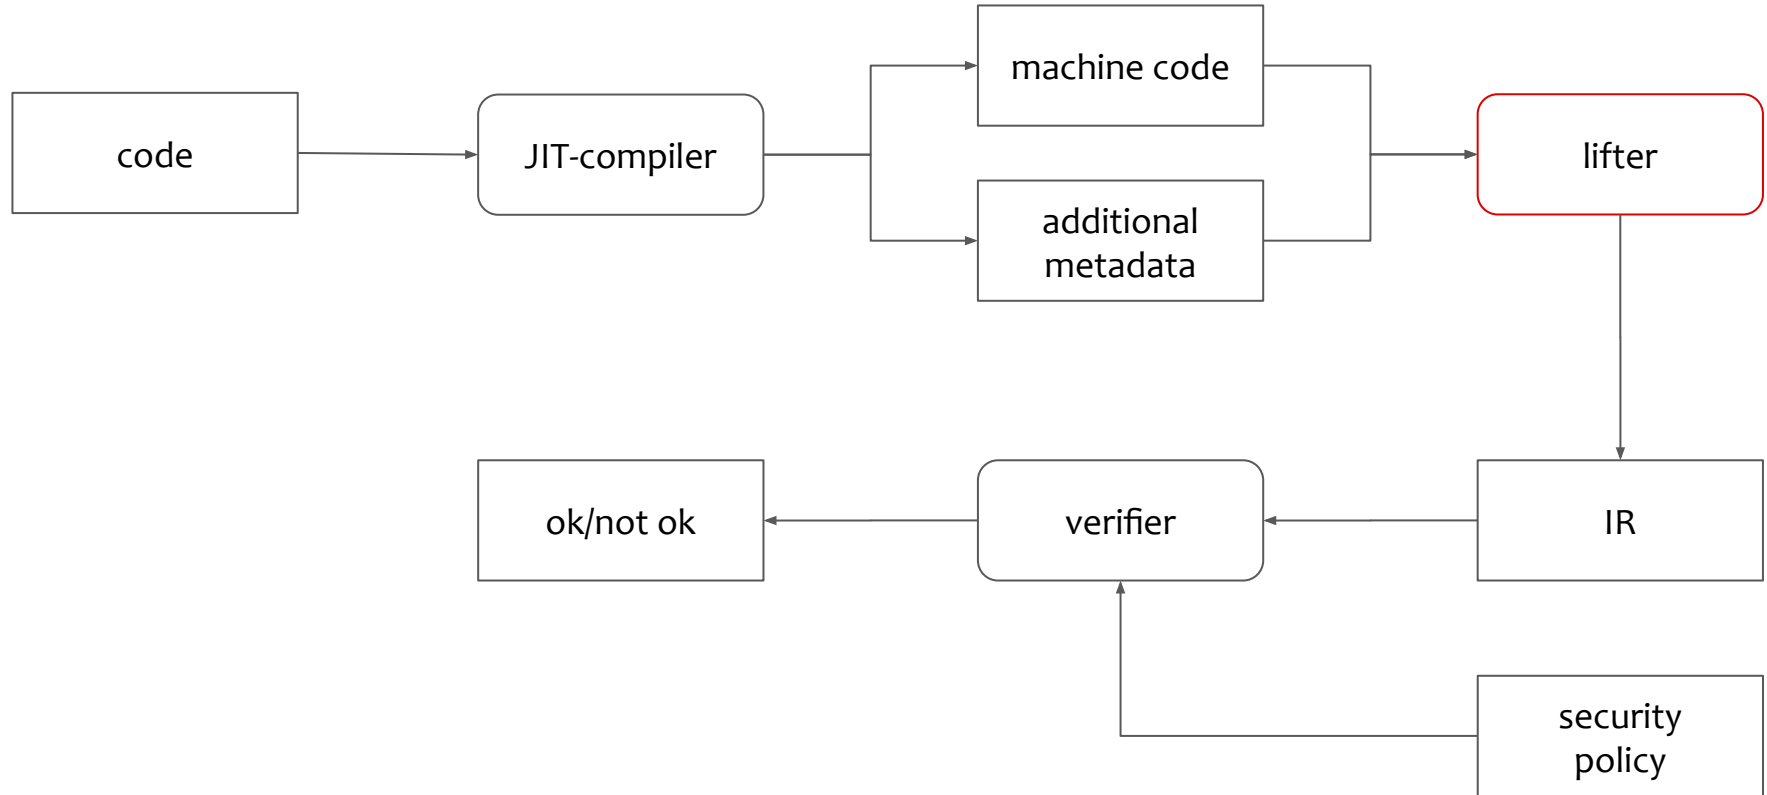 code
JIT-compiler
machine code
additional
metadata
lifter
ok/not ok
verifier
IR
security
policy